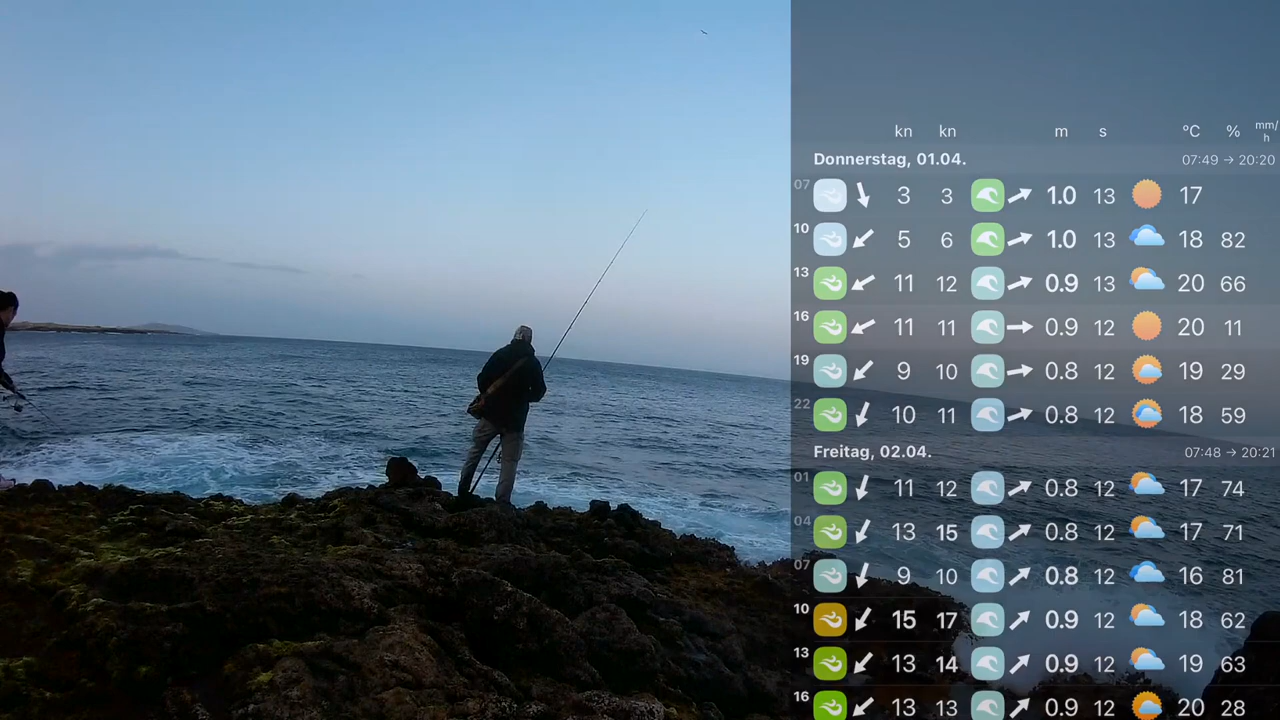 kn kn m s °C % mm/h
Donnerstag, 01.04. 07:49 → 20:20
07 3 3 1.0 13 17
10 5 6 1.0 13 18 82
13 11 12 0.9 13 20 66
16 11 11 0.9 12 20 11
19 9 10 0.8 12 19 29
22 10 11 0.8 12 18 59
Freitag, 02.04. 07:48 → 20:21
01 11 12 0.8 12 17 74
04 13 15 0.8 12 17 71
07 9 10 0.8 12 16 81
10 15 17 0.9 12 18 62
13 13 14 0.9 12 19 63
16 13 13 0.9 12 20 28